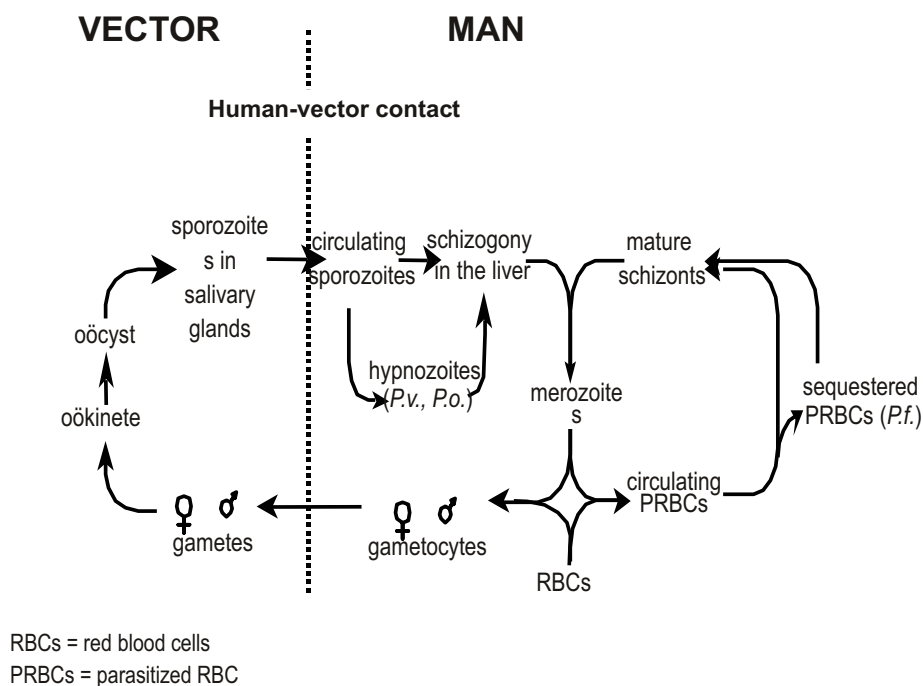 VECTOR
MAN
Human-vector contact
sporozoite
s in
salivary
glands
circulating
sporozoites
schizogony
in the liver
mature
schizonts
oöcyst
hypnozoites
(P.v., P.o.)
merozoite
s
sequestered
PRBCs (P.f.)
oökinete
circulating
PRBCs
gametes
gametocytes
RBCs
RBCs = red blood cells
PRBCs = parasitized RBC